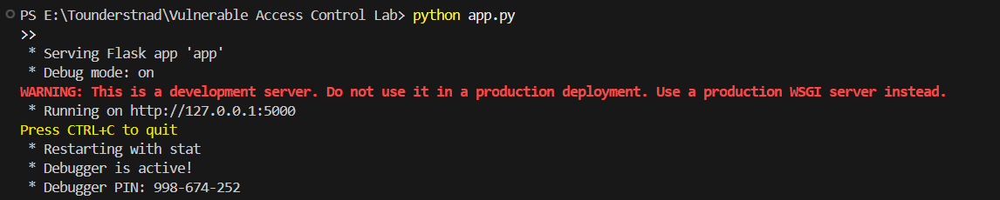 PS E:\Tounderstnad\Vulnerable Access Control Lab> python app.py
>>
 * Serving Flask app 'app'
 * Debug mode: on
WARNING: This is a development server. Do not use it in a production deployment. Use a production WSGI server instead.
 * Running on http://127.0.0.1:5000
Press CTRL+C to quit
 * Restarting with stat
 * Debugger is active!
 * Debugger PIN: 998-674-252